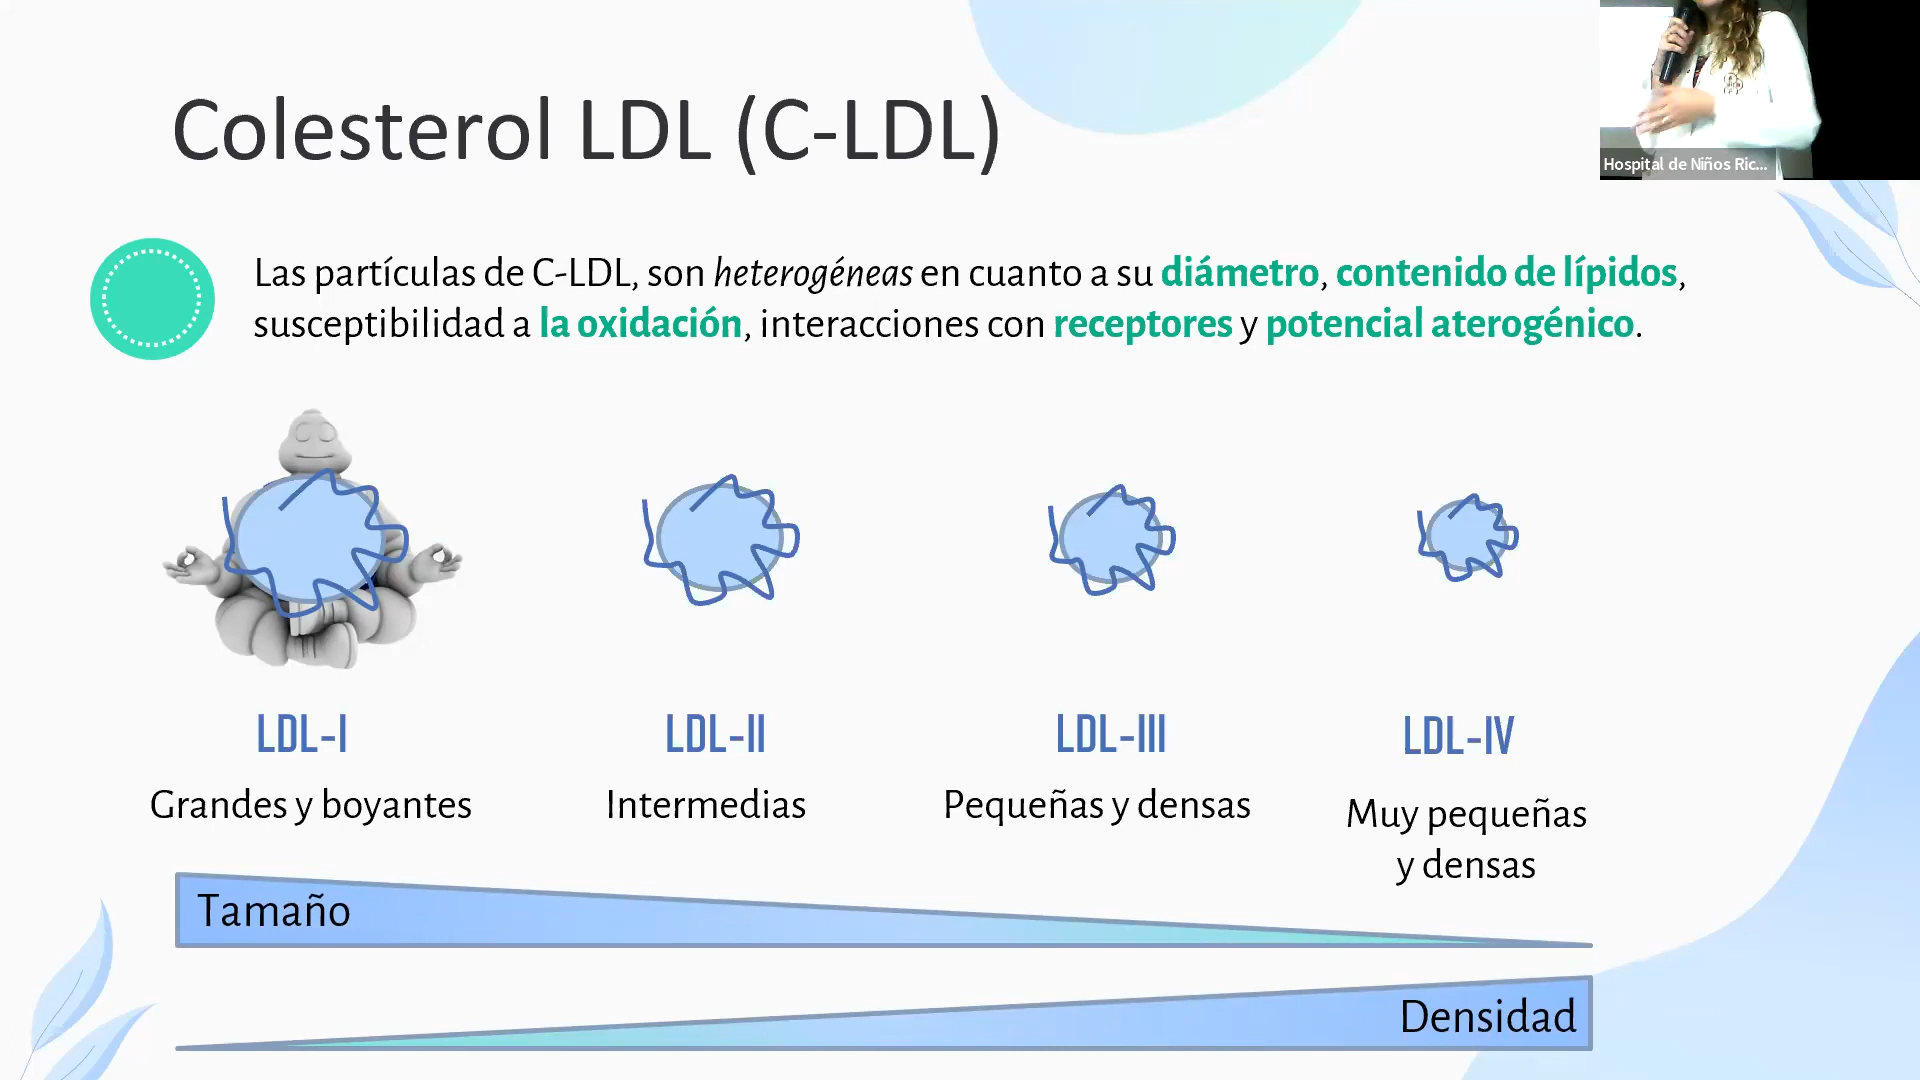 Colesterol LDL (C-LDL)
Hospital de Niños Ric...
Las partículas de C-LDL, son heterogéneas en cuanto a su diámetro, contenido de lípidos,
susceptibilidad a la oxidación, interacciones con receptores y potencial aterogénico.
LDL-I
LDL-II
LDL-III
LDL-IV
Grandes y boyantes
Intermedias
Pequeñas y densas
Muy pequeñas
y densas
Tamaño
Densidad